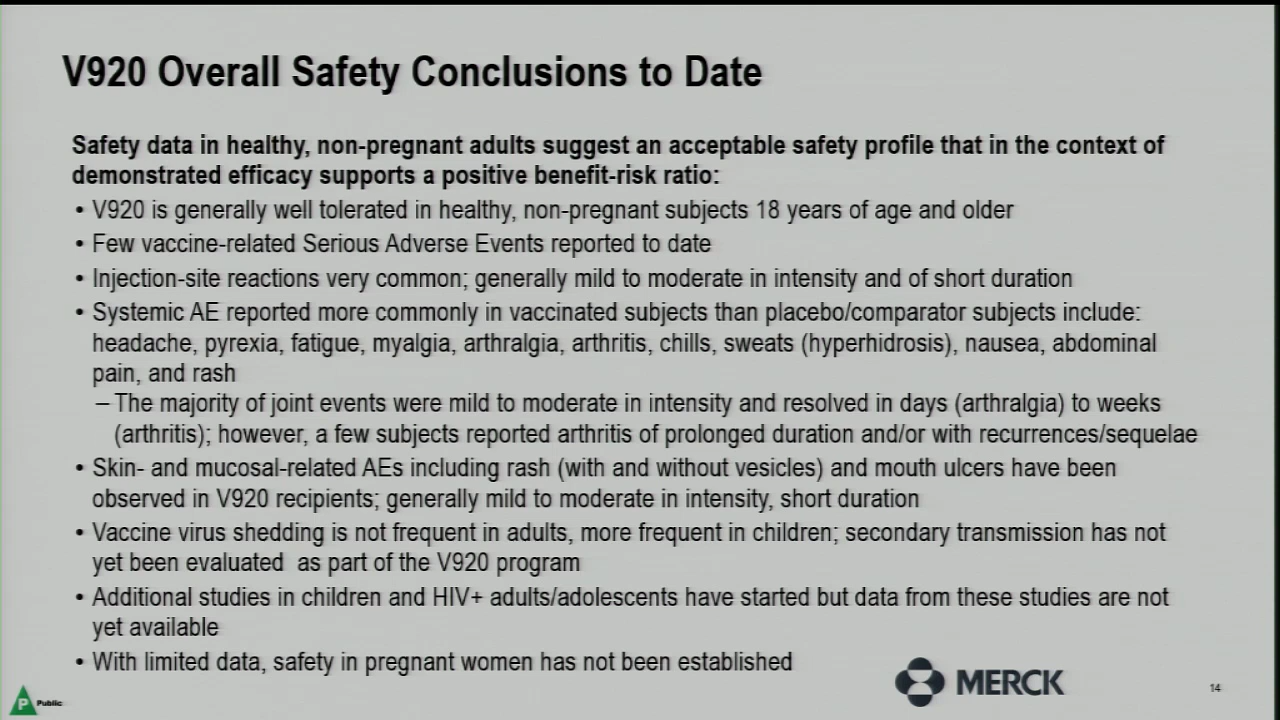 V920 Overall Safety Conclusions to Date
Safety data in healthy, non-pregnant adults suggest an acceptable safety profile that in the context of
demonstrated efficacy supports a positive benefit-risk ratio:
• V920 is generally well tolerated in healthy, non-pregnant subjects 18 years of age and older
• Few vaccine-related Serious Adverse Events reported to date
• Injection-site reactions very common; generally mild to moderate in intensity and of short duration
• Systemic AE reported more commonly in vaccinated subjects than placebo/comparator subjects include:
headache, pyrexia, fatigue, myalgia, arthralgia, arthritis, chills, sweats (hyperhidrosis), nausea, abdominal
pain, and rash
– The majority of joint events were mild to moderate in intensity and resolved in days (arthralgia) to weeks
(arthritis); however, a few subjects reported arthritis of prolonged duration and/or with recurrences/sequelae
• Skin- and mucosal-related AEs including rash (with and without vesicles) and mouth ulcers have been
observed in V920 recipients; generally mild to moderate in intensity, short duration
• Vaccine virus shedding is not frequent in adults, more frequent in children; secondary transmission has not
yet been evaluated as part of the V920 program
• Additional studies in children and HIV+ adults/adolescents have started but data from these studies are not
yet available
• With limited data, safety in pregnant women has not been established
MERCK
14
P Public